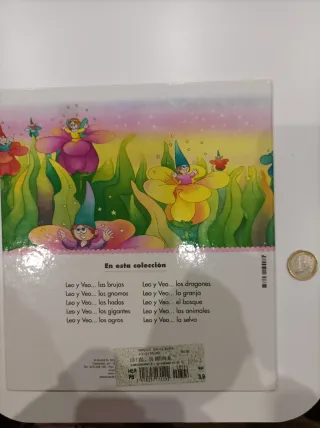 En esta colección
Leo y Veo... las brujas
Leo y Veo... los gnomos
Leo y Veo... las hadas
Leo y Veo... los gigantes
Leo y Veo... los ogros
Leo y Veo... los dragones
Leo y Veo... la granja
Leo y Veo... el bosque
Leo y Veo... los animales
Leo y Veo... la selva